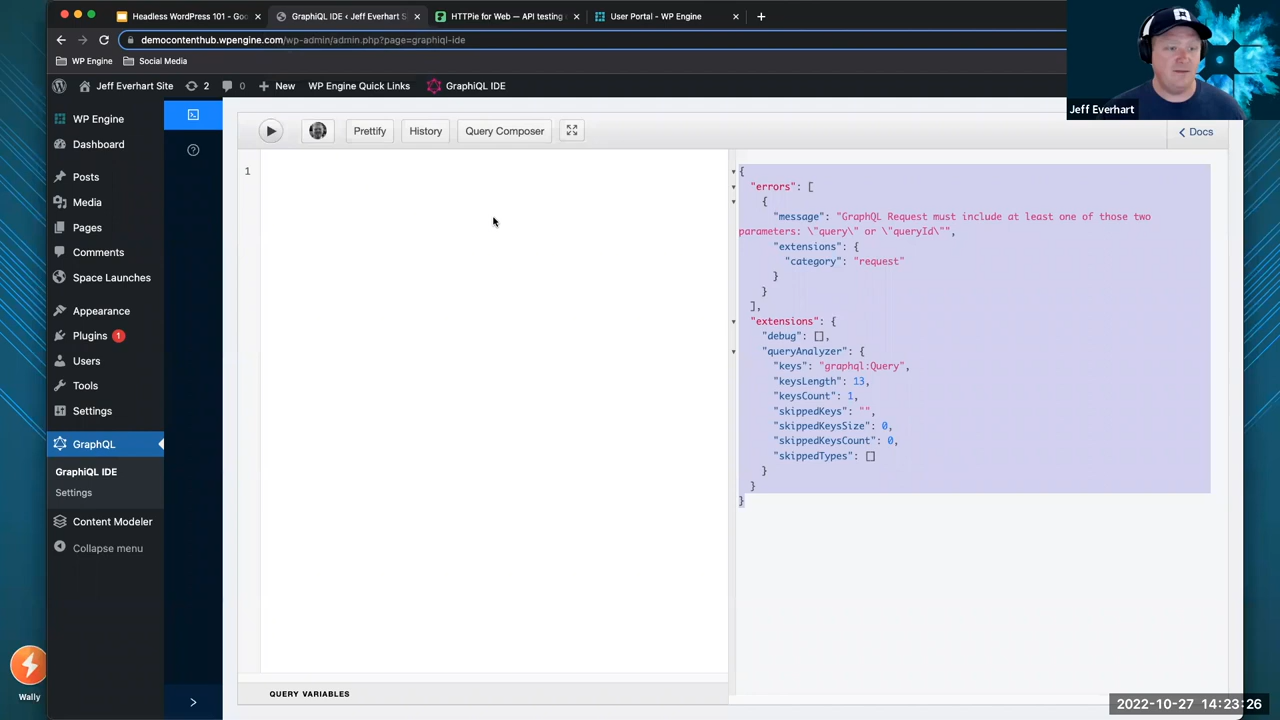 Headless WordPress 101 - Goo
GraphiQL IDE ‹ Jeff Everhart S
HTTPie for Web — API testing
User Portal - WP Engine
democontenthub.wpengine.com/wp-admin/admin.php?page=graphiql-ide
WP Engine
Social Media
Jeff Everhart Site
2
0
New
WP Engine Quick Links
GraphiQL IDE
Jeff Everhart
WP Engine
Dashboard
Posts
Media
Pages
Comments
Space Launches
Appearance
Plugins 1
Users
Tools
Settings
GraphQL
GraphiQL IDE
Settings
Content Modeler
Collapse menu
Prettify
History
Query Composer
Docs
1
{
"errors": [
{
"message": "GraphQL Request must include at least one of those two
parameters: \"query\" or \"queryId\"",
"extensions": {
"category": "request"
}
}
],
"extensions": {
"debug": [],
"queryAnalyzer": {
"keys": "graphql:Query",
"keysLength": 13,
"keysCount": 1,
"skippedKeys": "",
"skippedKeysSize": 0,
"skippedKeysCount": 0,
"skippedTypes": []
}
}
}
QUERY VARIABLES
Wally
2022-10-27 14:23:26